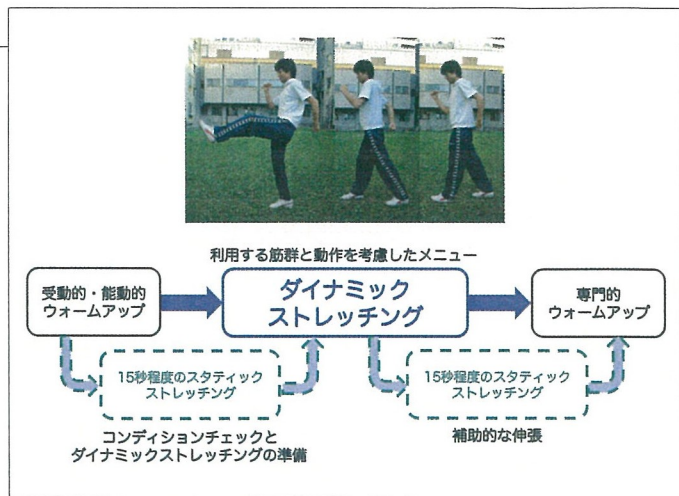 利用する筋群と動作を考慮したメニュー
受動的・能動的
ウォームアップ
ダイナミック
ストレッチング
専門的
ウォームアップ
15秒程度のスタティック
ストレッチング
15秒程度のスタティック
ストレッチング
コンディションチェックと
ダイナミックストレッチングの準備
補助的な伸張